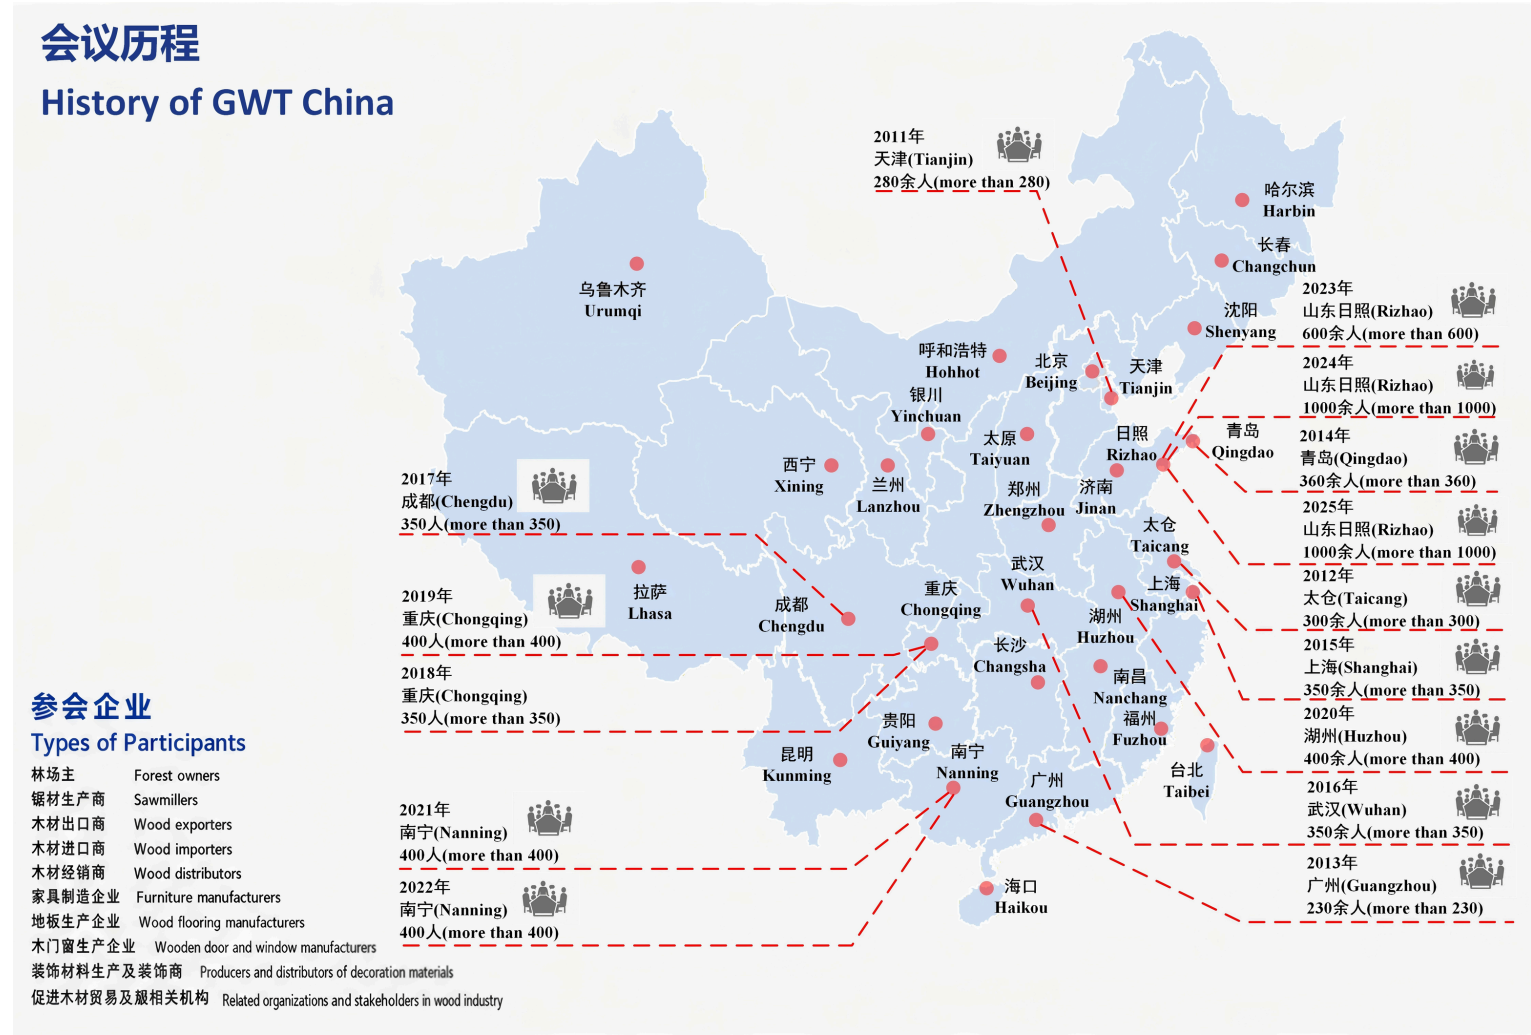 会议历程
History of GWT China
2011年
天津(Tianjin)
280余人(more than 280)
哈尔滨
Harbin
长春
Changchun
沈阳
Shenyang
乌鲁木齐
Urumqi
呼和浩特
Hohhot
北京
Beijing
天津
Tianjin
银川
Yinchuan
太原
Taiyuan
日照
Rizhao
青岛
Qingdao
西宁
Xining
兰州
Lanzhou
郑州
Zhengzhou
济南
Jinan
太仓
Taicang
拉萨
Lhasa
成都
Chengdu
重庆
Chongqing
武汉
Wuhan
上海
Shanghai
湖州
Huzhou
长沙
Changsha
南昌
Nanchang
贵阳
Guiyang
福州
Fuzhou
昆明
Kunming
南宁
Nanning
广州
Guangzhou
台北
Taibei
海口
Haikou
2023年
山东日照(Rizhao)
600余人(more than 600)
2024年
山东日照(Rizhao)
1000余人(more than 1000)
2014年
青岛(Qingdao)
360余人(more than 360)
2025年
山东日照(Rizhao)
1000余人(more than 1000)
2012年
太仓(Taicang)
300余人(more than 300)
2015年
上海(Shanghai)
350余人(more than 350)
2020年
湖州(Huzhou)
400余人(more than 400)
2016年
武汉(Wuhan)
350余人(more than 350)
2013年
广州(Guangzhou)
230余人(more than 230)
2017年
成都(Chengdu)
350人(more than 350)
2019年
重庆(Chongqing)
400人(more than 400)
2018年
重庆(Chongqing)
350人(more than 350)
2021年
南宁(Nanning)
400人(more than 400)
2022年
南宁(Nanning)
400人(more than 400)
参会企业
Types of Participants
林场主 Forest owners
锯材生产商 Sawmillers
木材出口商 Wood exporters
木材进口商 Wood importers
木材经销商 Wood distributors
家具制造企业 Furniture manufacturers
地板生产企业 Wood flooring manufacturers
木门窗生产企业 Wooden door and window manufacturers
装饰材料生产及装饰商 Producers and distributors of decoration materials
促进木材贸易及相关机构 Related organizations and stakeholders in wood industry